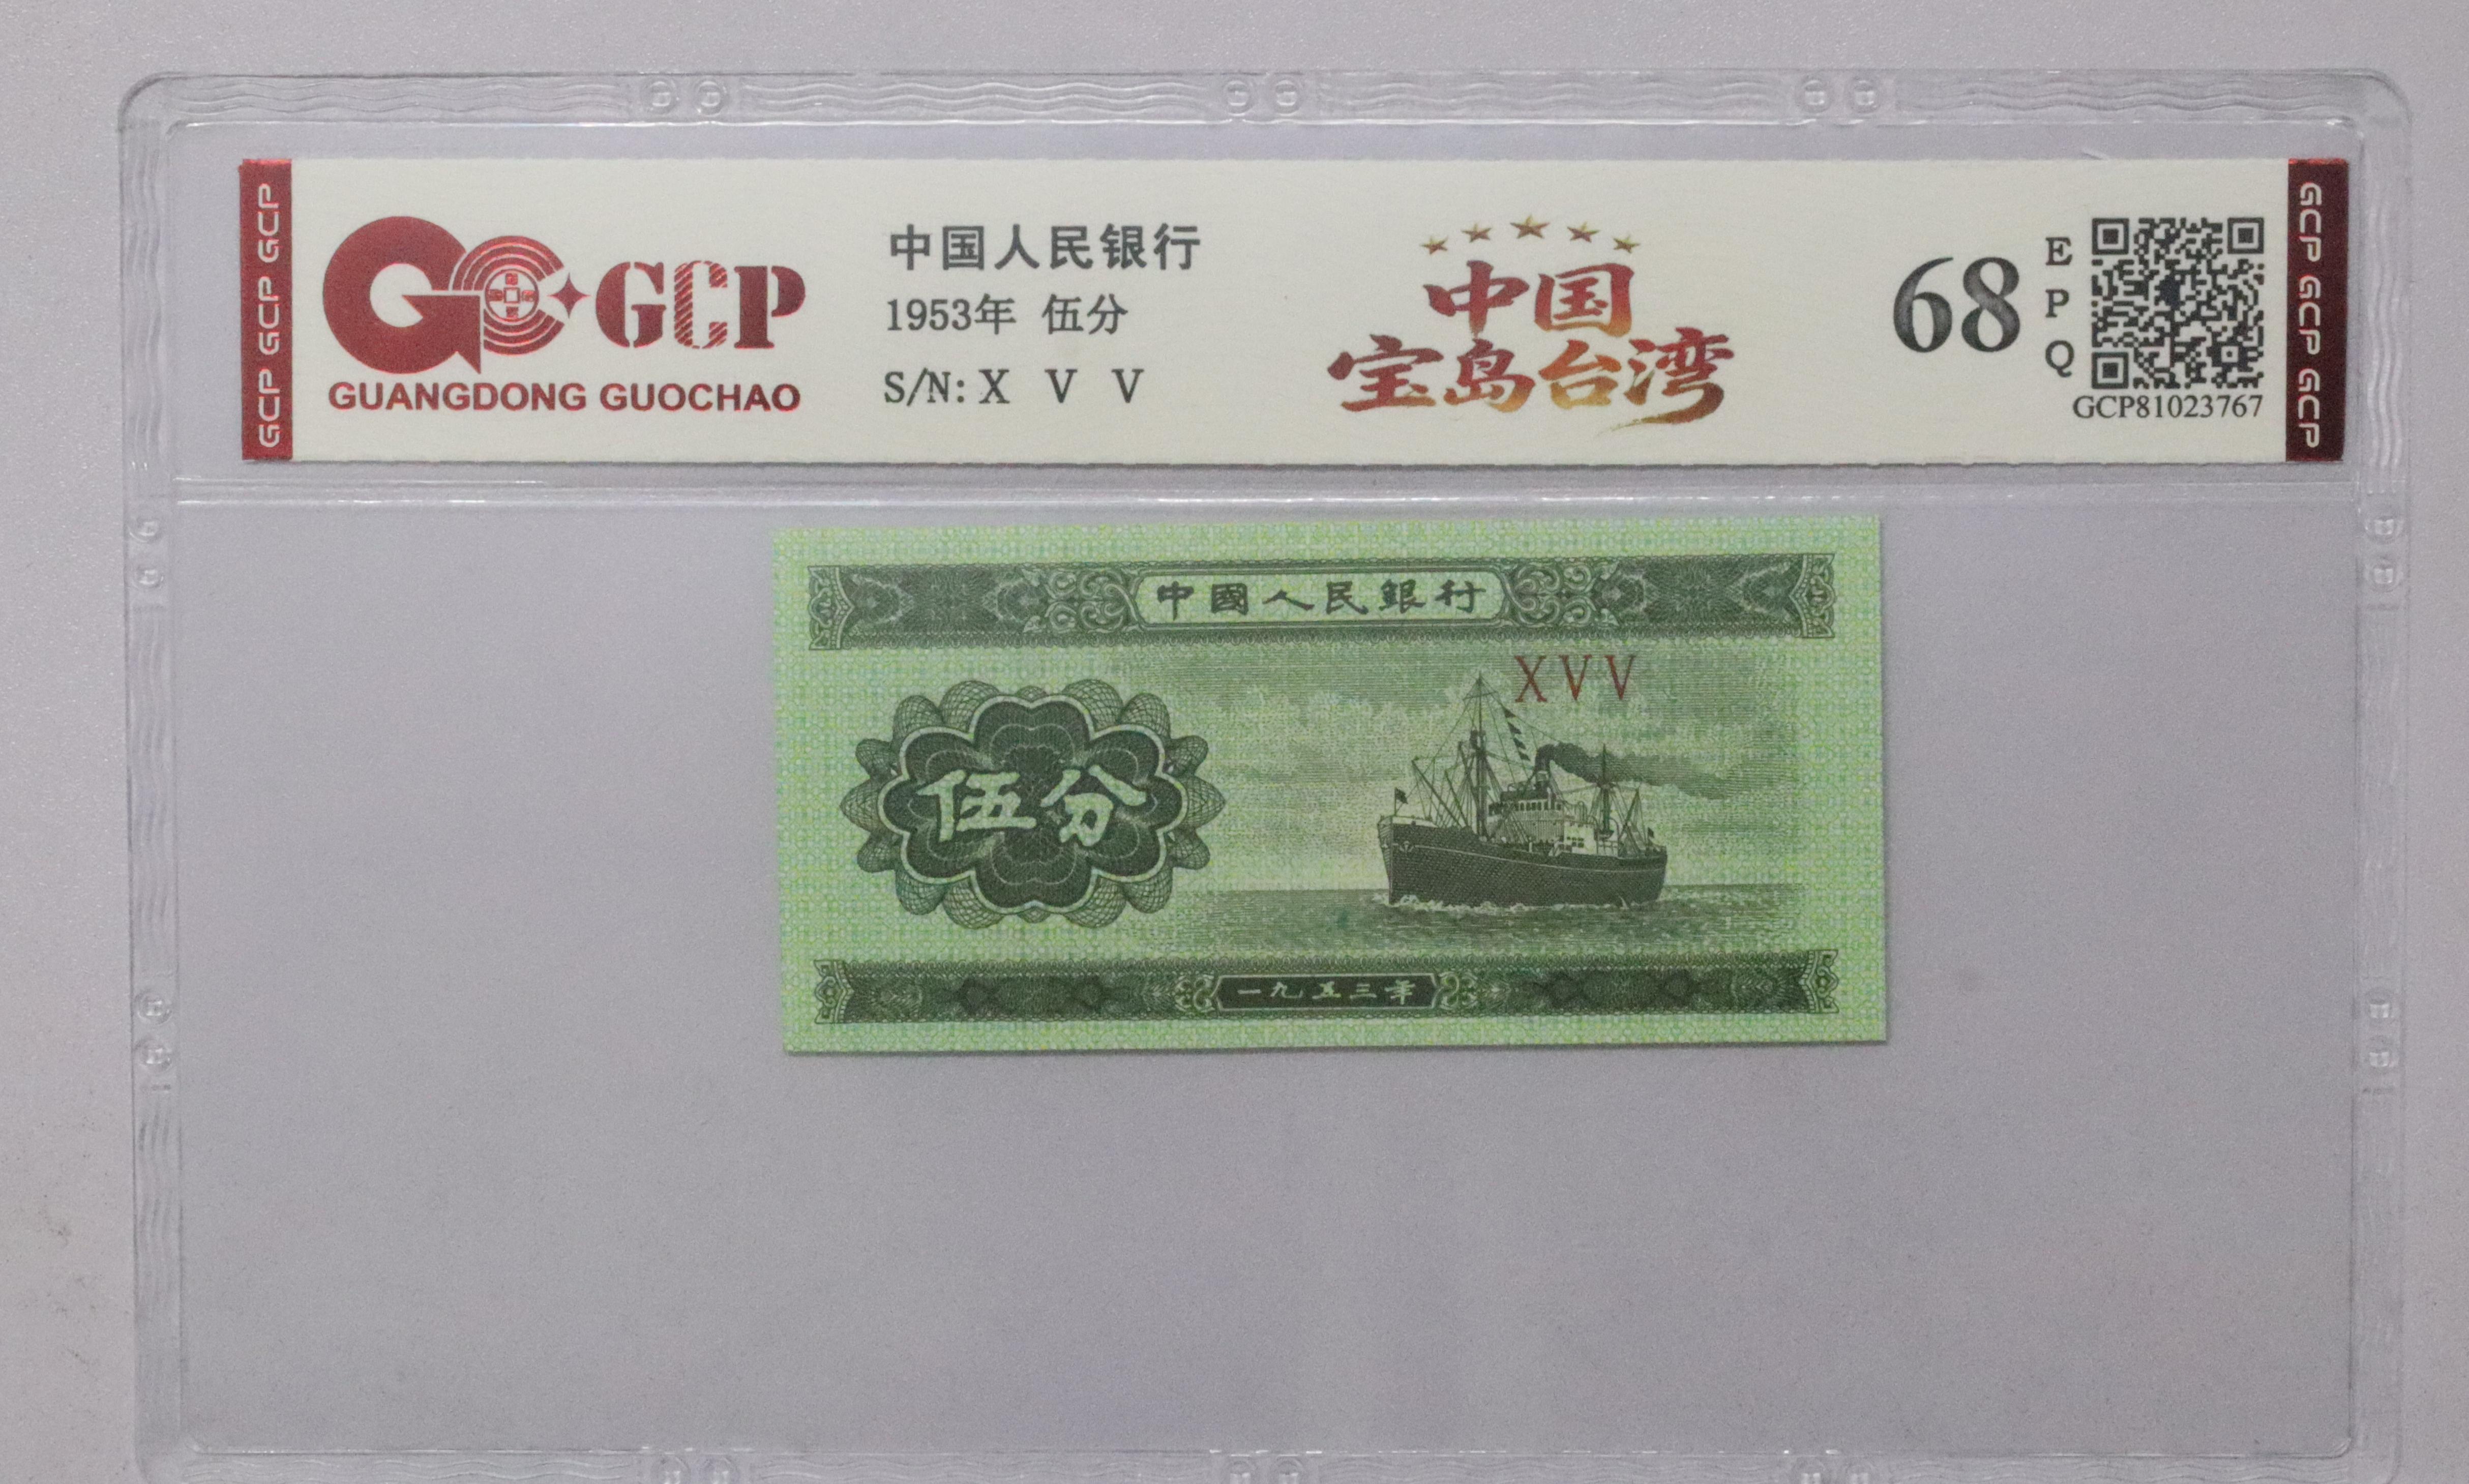 GCP GCP GCP
GCP
GUANGDONG GUOCHAO
中国人民银行
1953年 伍分
S/N: X V V
中国
宝岛台湾
68
E
P
Q
GCP81023767
GCP GCP GCP
中國人民銀行
XVV
伍分
一九五三年